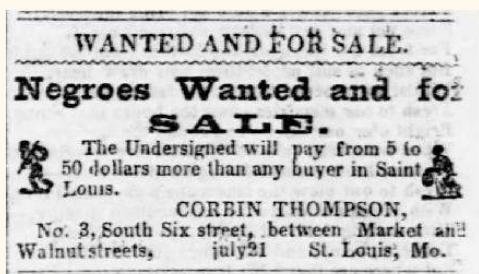 WANTED AND FOR SALE.
Negroes Wanted and for
SALE.
The Undersigned will pay from 5 to
50 dollars more than any buyer in Saint
Louis.
CORBIN THOMPSON,
No. 3, South Six street, between Market and
Walnut streets, july21 St. Louis, Mo.